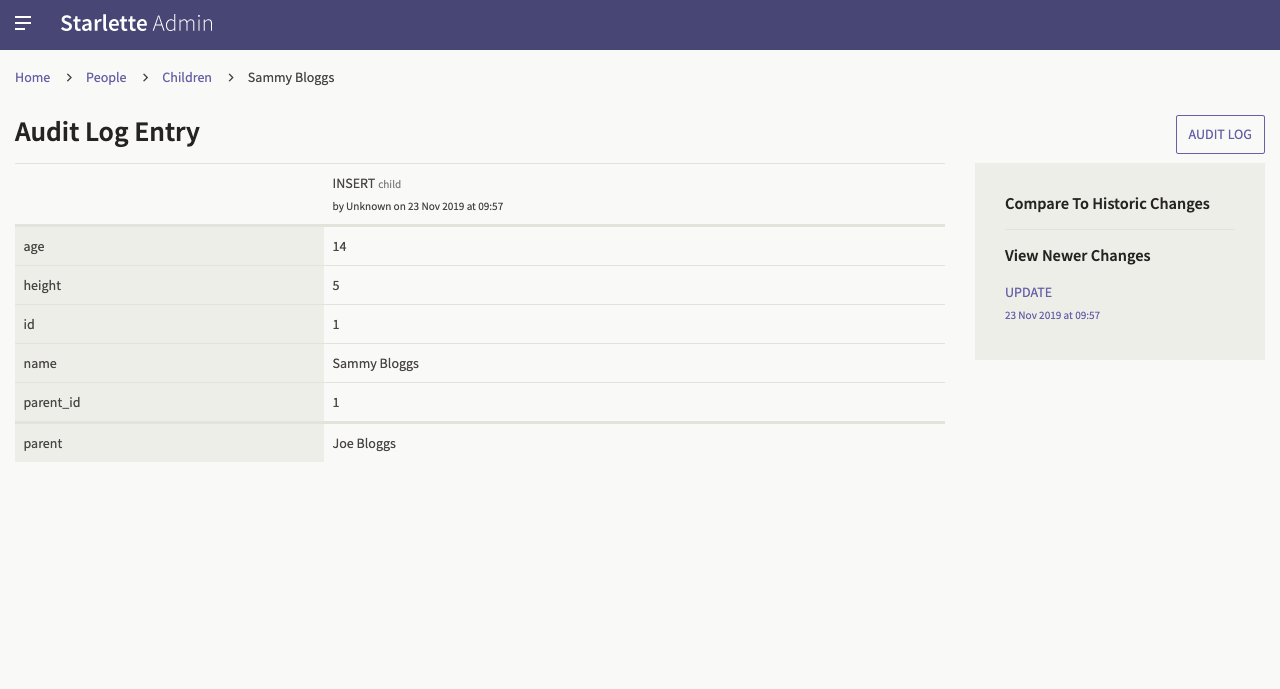 Starlette Admin
Home > People > Children > Sammy Bloggs
Audit Log Entry
AUDIT LOG
INSERT child
by Unknown on 23 Nov 2019 at 09:57
age 14
height 5
id 1
name Sammy Bloggs
parent_id 1
parent Joe Bloggs
Compare To Historic Changes
View Newer Changes
UPDATE
23 Nov 2019 at 09:57